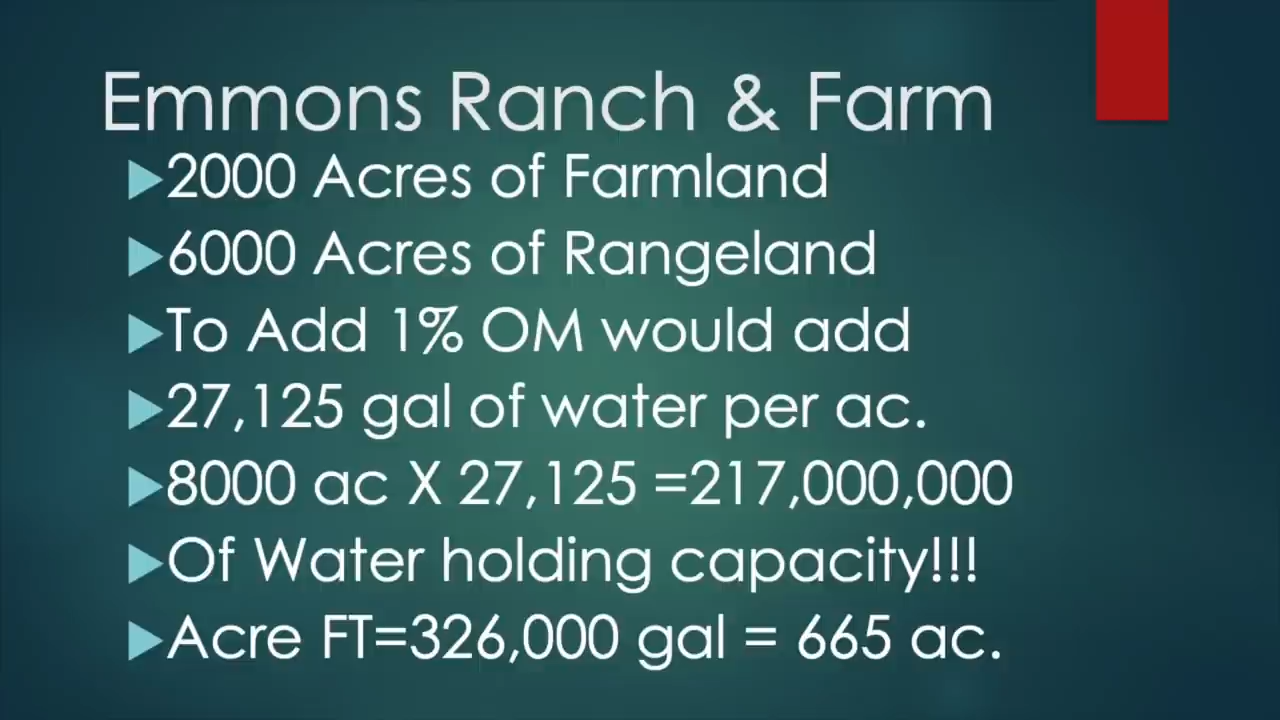 Emmons Ranch & Farm
2000 Acres of Farmland
6000 Acres of Rangeland
To Add 1% OM would add
27,125 gal of water per ac.
8000 ac X 27,125 =217,000,000
Of Water holding capacity!!!
Acre FT=326,000 gal = 665 ac.